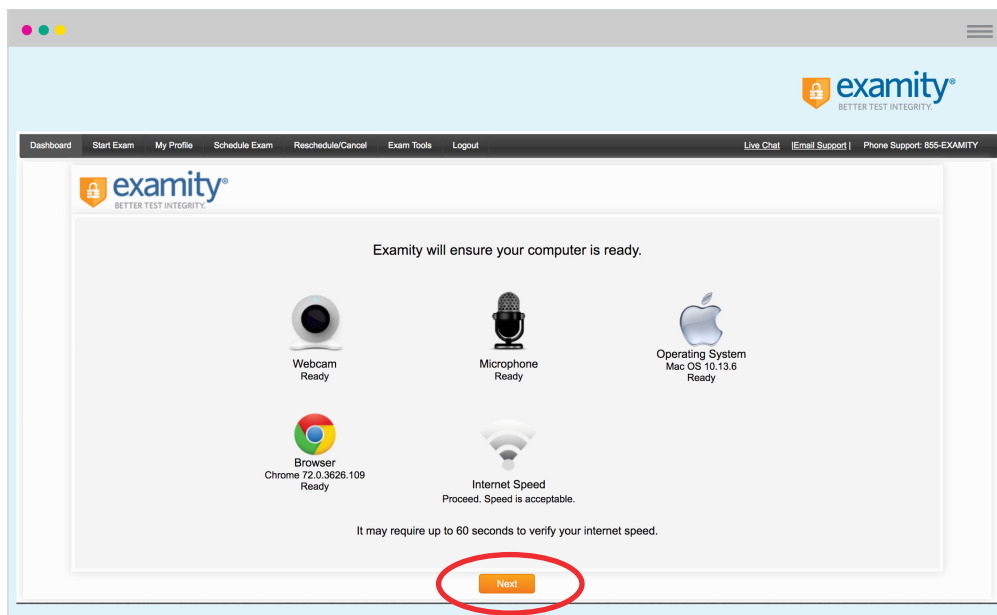 examity®
BETTER TEST INTEGRITY.
Dashboard Start Exam My Profile Schedule Exam Reschedule/Cancel Exam Tools Logout Live Chat |Email Support | Phone Support: 855-EXAMITY
examity®
BETTER TEST INTEGRITY.
Examity will ensure your computer is ready.
Webcam
Ready
Microphone
Ready
Operating System
Mac OS 10.13.6
Ready
Browser
Chrome 72.0.3626.109
Ready
Internet Speed
Proceed. Speed is acceptable.
It may require up to 60 seconds to verify your internet speed.
Next